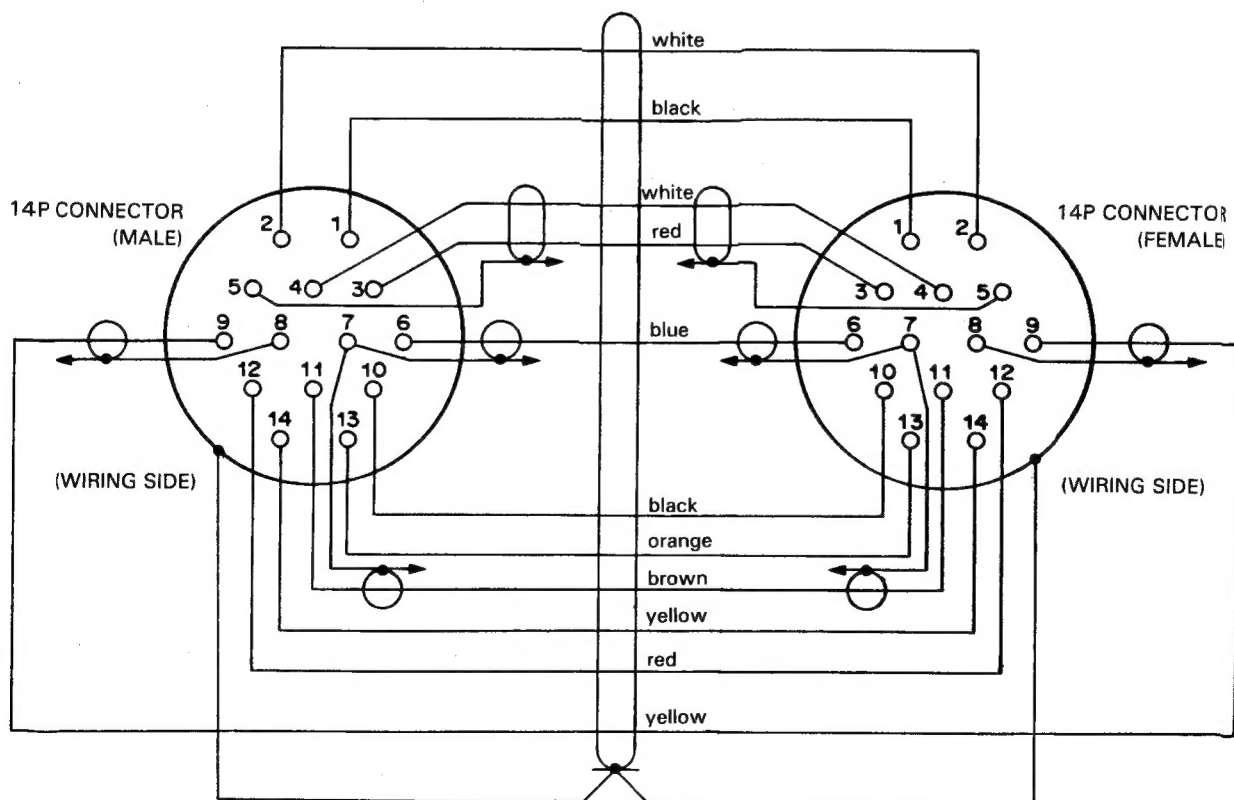 white
black
14P CONNECTOR
(MALE)
2
1
white
1
2
14P CONNECTOR
(FEMALE)
red
5
4
3
3
4
5
9
8
7
6
blue
6
7
8
9
12
11
10
10
11
12
14
13
13
14
(WIRING SIDE)
(WIRING SIDE)
black
orange
brown
yellow
red
yellow